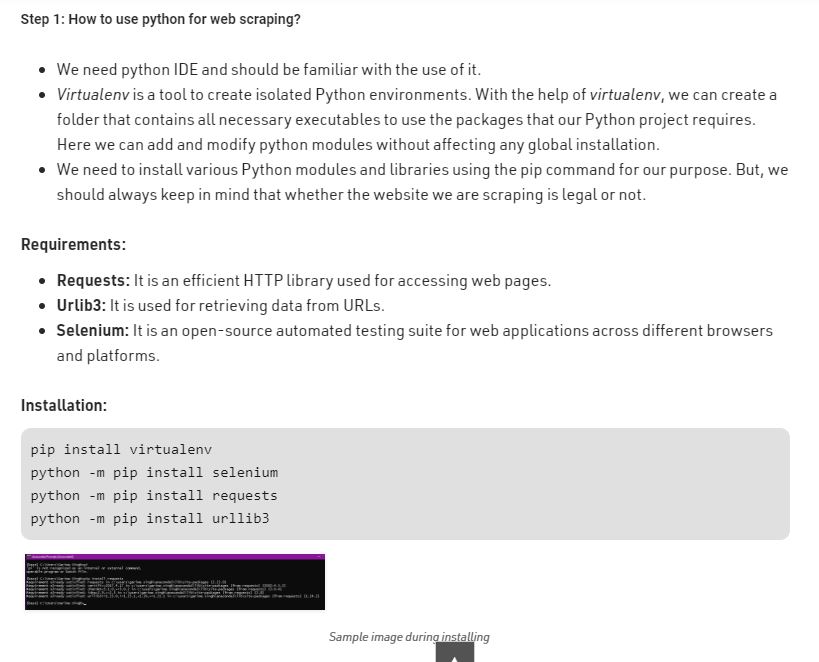 Step 1: How to use python for web scraping?
We need python IDE and should be familiar with the use of it.
Virtualenv is a tool to create isolated Python environments. With the help of virtualenv, we can create a
folder that contains all necessary executables to use the packages that our Python project requires.
Here we can add and modify python modules without affecting any global installation.
We need to install various Python modules and libraries using the pip command for our purpose. But, we
should always keep in mind that whether the website we are scraping is legal or not.
Requirements:
Requests: It is an efficient HTTP library used for accessing web pages.
Urlib3: It is used for retrieving data from URLs.
Selenium: It is an open-source automated testing suite for web applications across different browsers
and platforms.
Installation:
pip install virtualenv
python -m pip install selenium
python -m pip install requests
python -m pip install urllib3
Sample image during installing